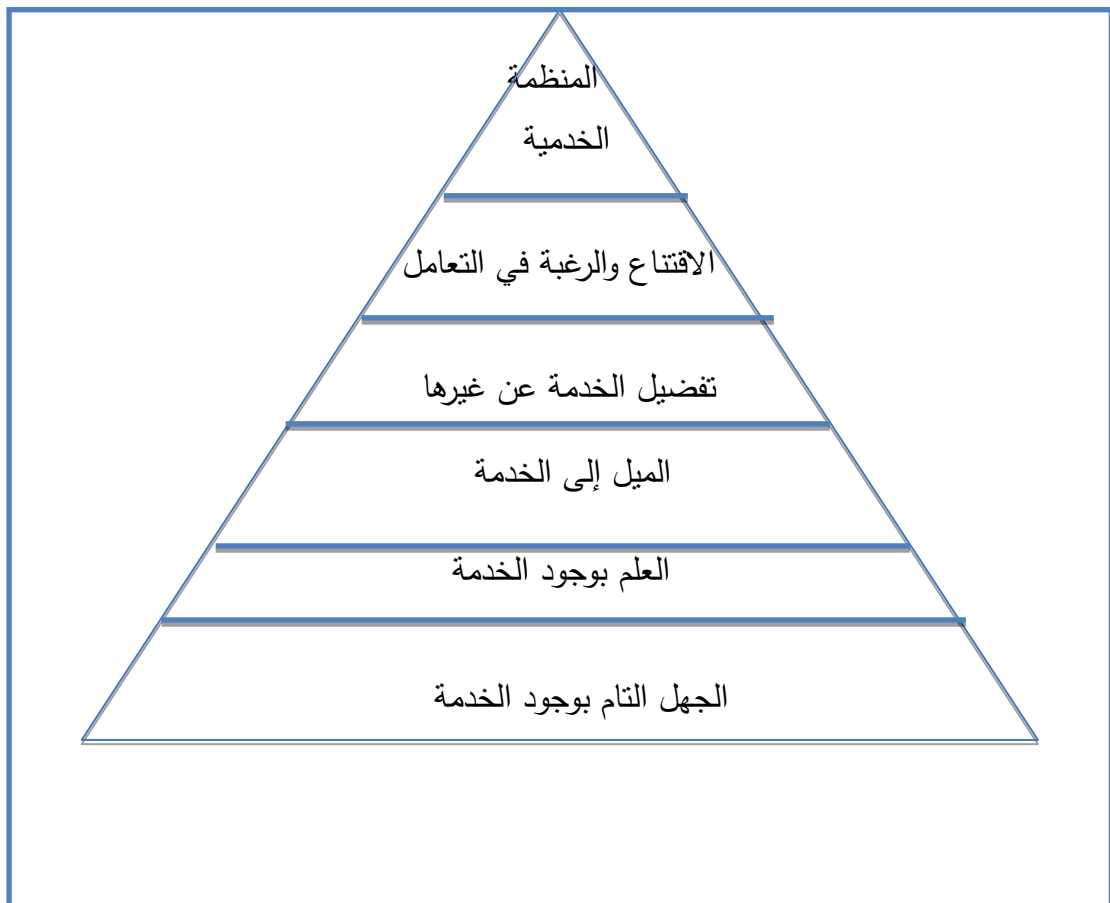 المنظمة
الخدمية
الاقتناع والرغبة في التعامل
تفضيل الخدمة عن غيرها
الميل إلى الخدمة
العلم بوجود الخدمة
الجهل التام بوجود الخدمة